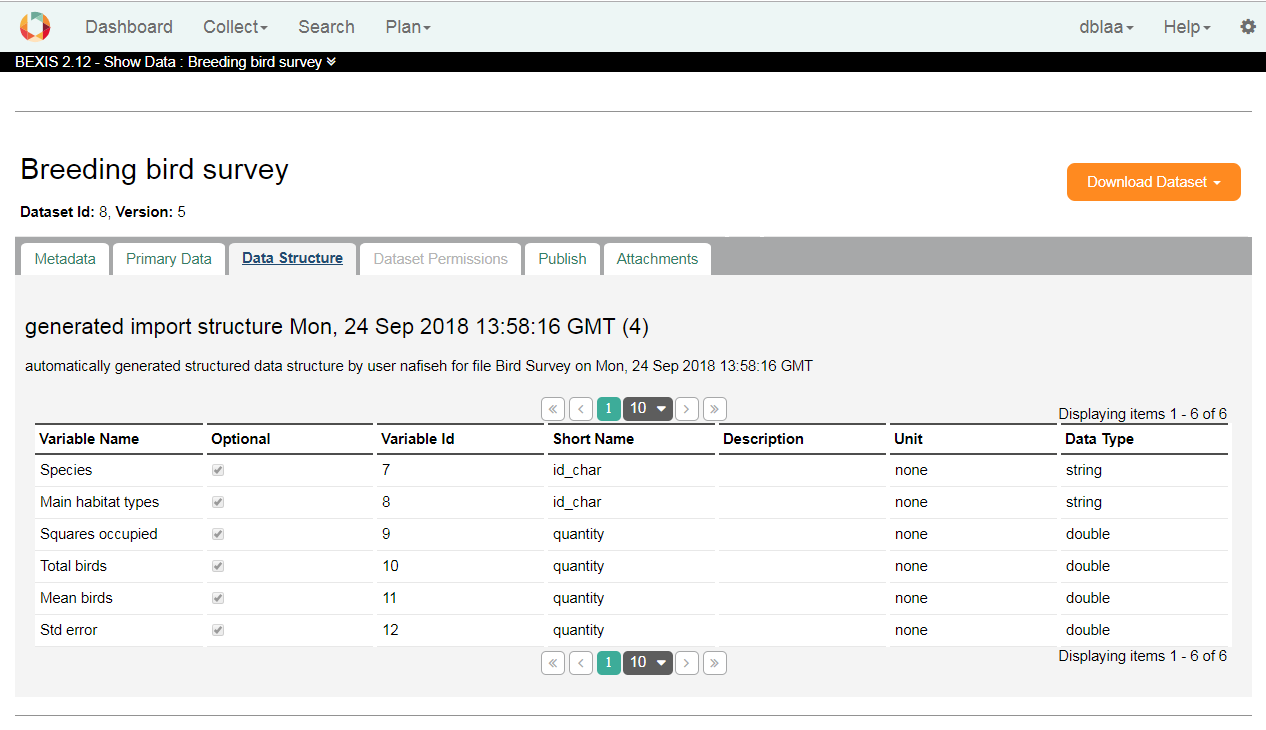 Dashboard Collect Search Plan dblaa Help
BEXIS 2.12 - Show Data : Breeding bird survey
Breeding bird survey
Download Dataset
Dataset Id: 8, Version: 5
Metadata Primary Data Data Structure Dataset Permissions Publish Attachments
generated import structure Mon, 24 Sep 2018 13:58:16 GMT (4)
automatically generated structured data structure by user nafiseh for file Bird Survey on Mon, 24 Sep 2018 13:58:16 GMT
« < 1 10 > » Displaying items 1 - 6 of 6
Variable Name Optional Variable Id Short Name Description Unit Data Type
Species 7 id_char none string
Main habitat types 8 id_char none string
Squares occupied 9 quantity none double
Total birds 10 quantity none double
Mean birds 11 quantity none double
Std error 12 quantity none double
« < 1 10 > » Displaying items 1 - 6 of 6